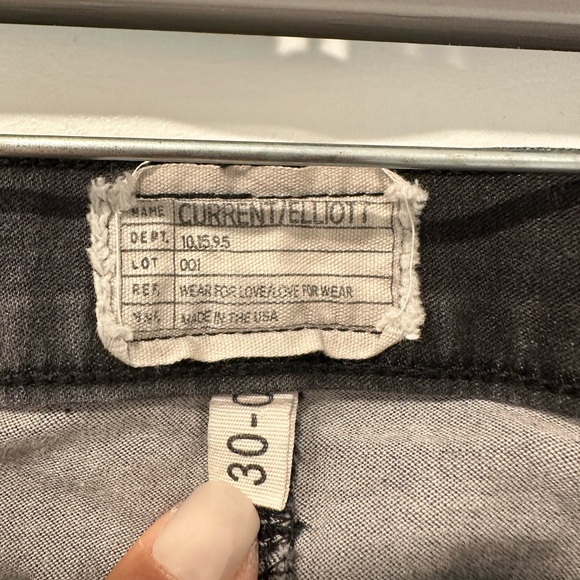 NAME CURRENT/ELLIOTT
DEPT. 10.15.95
LOT 001
REF. WEAR FOR LOVE/LOVE FOR WEAR
MADE IN THE USA
30-0